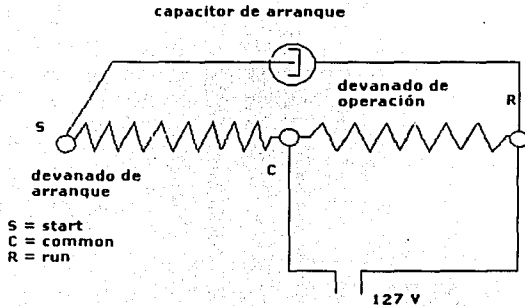 capacitor de arranque
devanado de
operación
R
S
C
devanado de
arranque
S = start
C = common
R = run
127 V